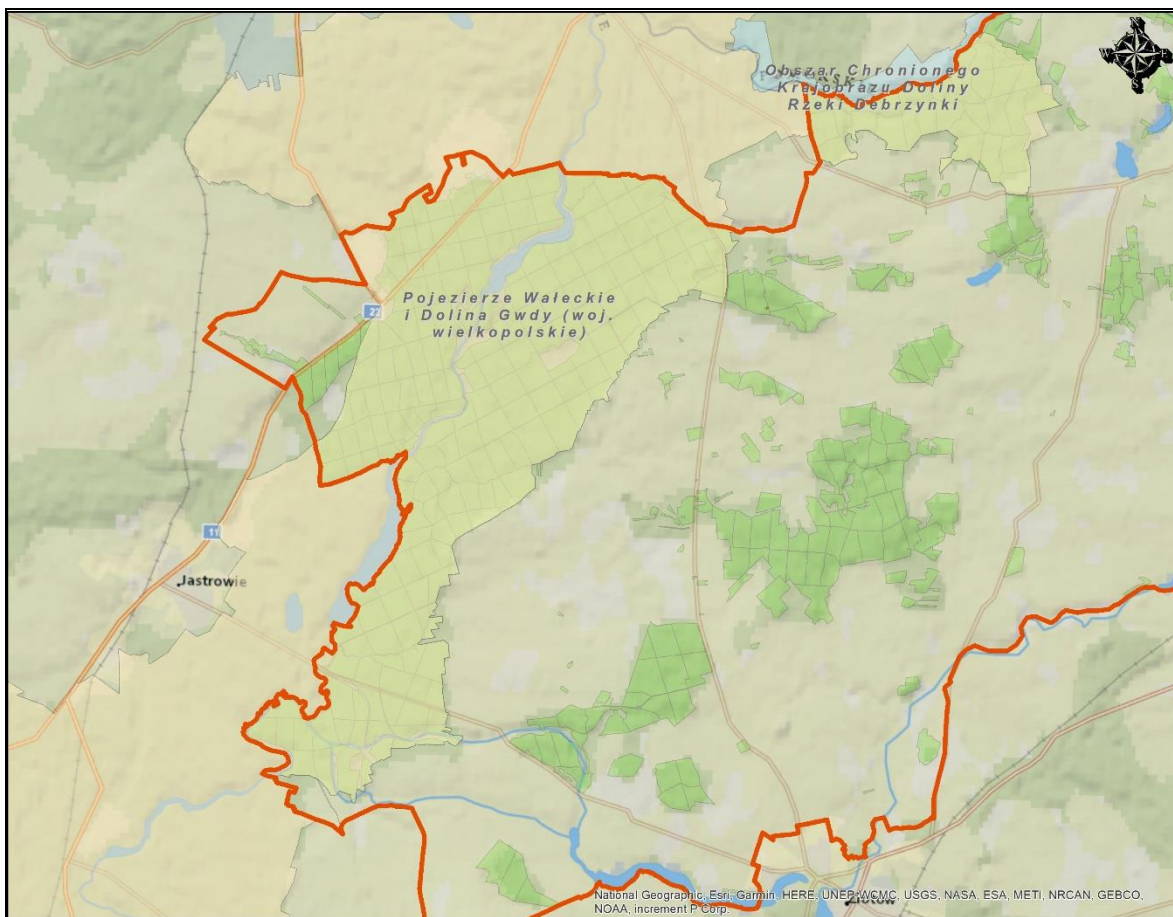 N
W
E
S
E
Obszar Chronionego
Krajobrazu Doliny
Rzeki Debrzynki
Pojezierze Wałeckie
i Dolina Gwdy (woj.
wielkopolskie)
22
11
Jastrowie
Złotów
National Geographic, Esri, Garmin, HERE, UNEP-WCMC, USGS, NASA, ESA, METI, NRCAN, GEBCO,
NOAA, increment P Corp.